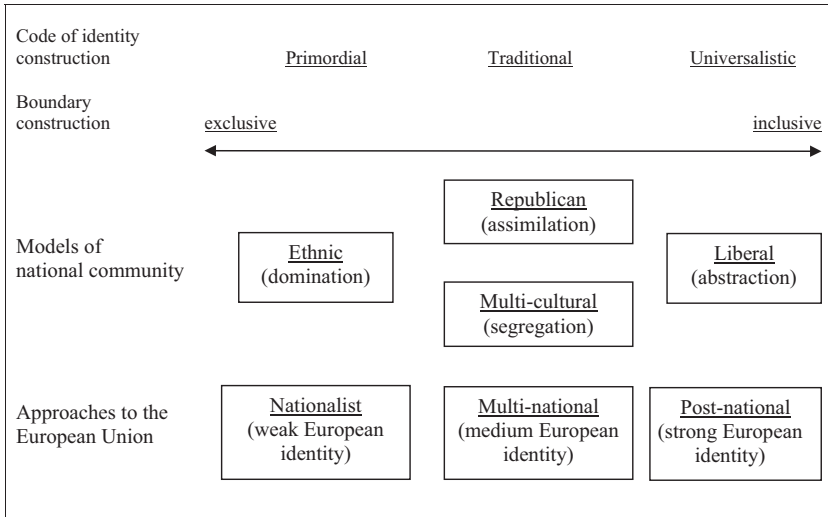 Code of identity
construction
Primordial
Traditional
Universalistic
Boundary
construction
exclusive
inclusive
Models of
national community
Ethnic
(domination)
Republican
(assimilation)
Multi-cultural
(segregation)
Liberal
(abstraction)
Approaches to the
European Union
Nationalist
(weak European
identity)
Multi-national
(medium European
identity)
Post-national
(strong European
identity)